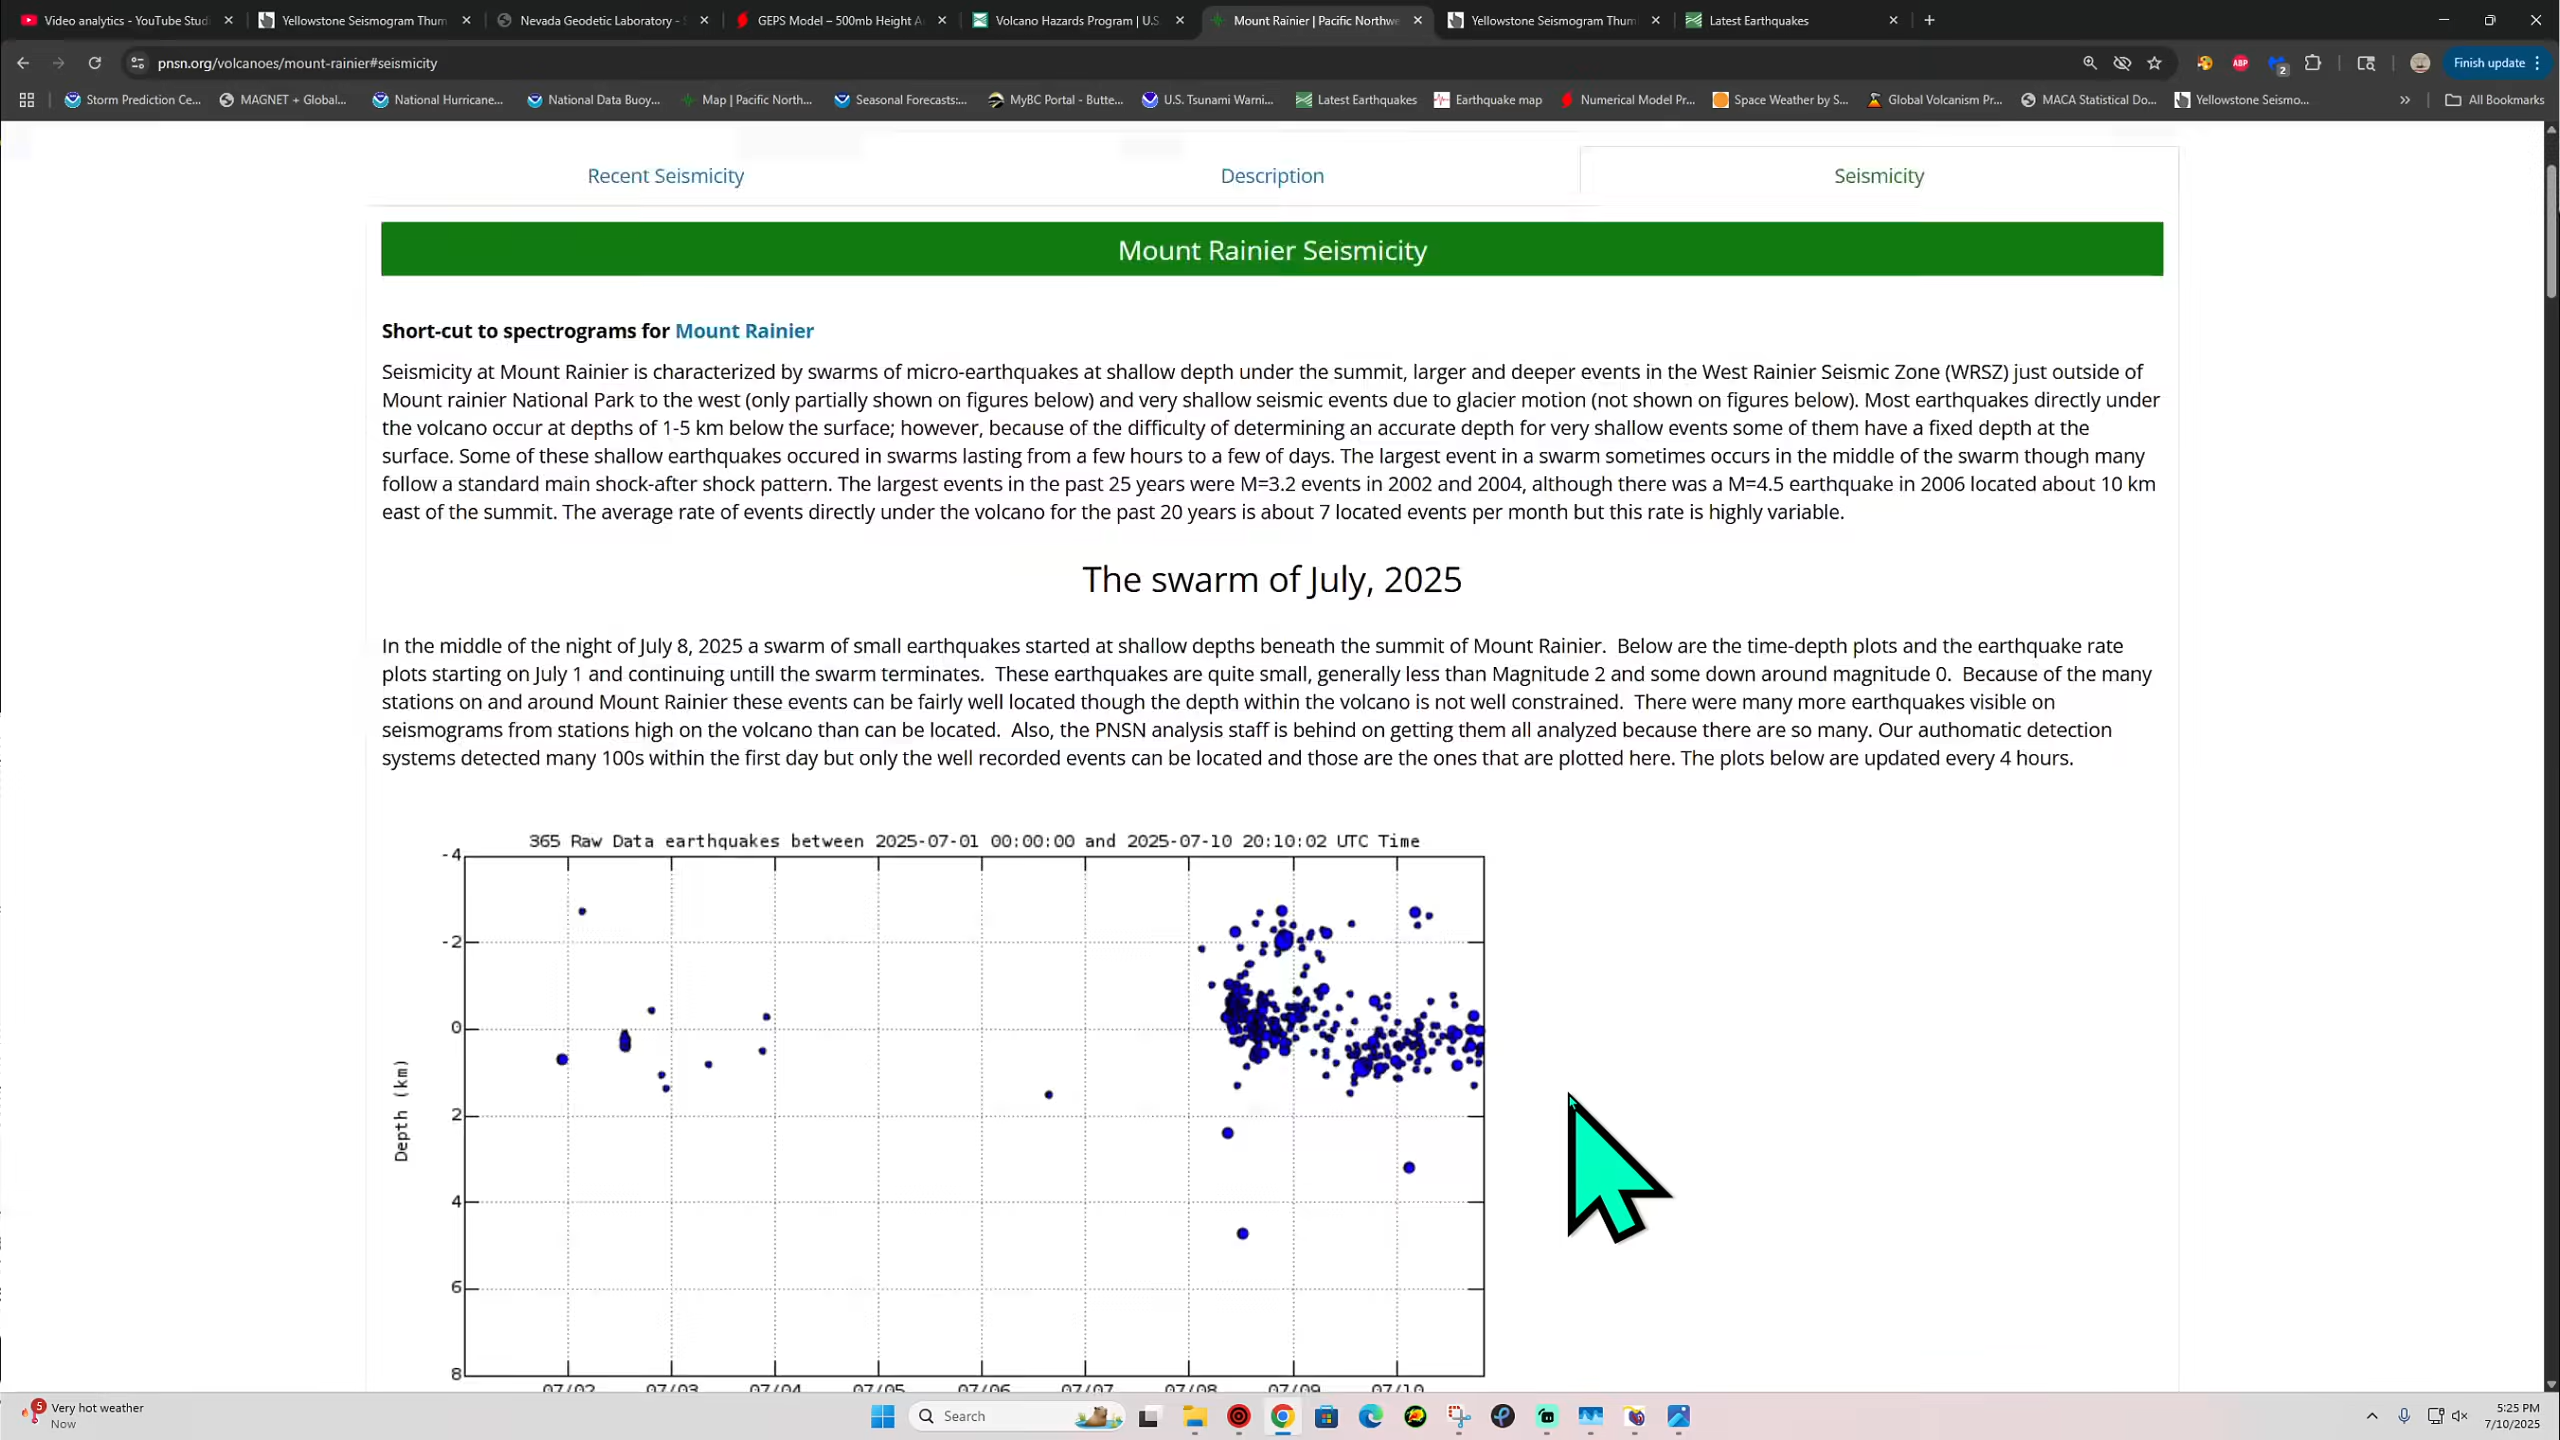 Video analytics - YouTube Stud
Yellowstone Seismogram Thum
Nevada Geodetic Laboratory -
GEPS Model – 500mb Height A
Volcano Hazards Program | U.S
Mount Rainier | Pacific Northwe
Yellowstone Seismogram Thum
Latest Earthquakes
pnsn.org/volcanoes/mount-rainier#seismicity
ABP
2
Finish update
Storm Prediction Ce...
MAGNET + Global...
National Hurricane...
National Data Buoy...
Map | Pacific North...
Seasonal Forecasts:...
MyBC Portal - Butte...
U.S. Tsunami Warni...
Latest Earthquakes
Earthquake map
Numerical Model Pr...
Space Weather by S...
Global Volcanism Pr...
MACA Statistical Do...
Yellowstone Seismo...
All Bookmarks
Recent Seismicity
Description
Seismicity
Mount Rainier Seismicity
Short-cut to spectrograms for Mount Rainier
Seismicity at Mount Rainier is characterized by swarms of micro-earthquakes at shallow depth under the summit, larger and deeper events in the West Rainier Seismic Zone (WRSZ) just outside of
Mount rainier National Park to the west (only partially shown on figures below) and very shallow seismic events due to glacier motion (not shown on figures below). Most earthquakes directly under
the volcano occur at depths of 1-5 km below the surface; however, because of the difficulty of determining an accurate depth for very shallow events some of them have a fixed depth at the
surface. Some of these shallow earthquakes occured in swarms lasting from a few hours to a few of days. The largest event in a swarm sometimes occurs in the middle of the swarm though many
follow a standard main shock-after shock pattern. The largest events in the past 25 years were M=3.2 events in 2002 and 2004, although there was a M=4.5 earthquake in 2006 located about 10 km
east of the summit. The average rate of events directly under the volcano for the past 20 years is about 7 located events per month but this rate is highly variable.
The swarm of July, 2025
In the middle of the night of July 8, 2025 a swarm of small earthquakes started at shallow depths beneath the summit of Mount Rainier.  Below are the time-depth plots and the earthquake rate
plots starting on July 1 and continuing untill the swarm terminates.  These earthquakes are quite small, generally less than Magnitude 2 and some down around magnitude 0.  Because of the many
stations on and around Mount Rainier these events can be fairly well located though the depth within the volcano is not well constrained.  There were many more earthquakes visible on
seismograms from stations high on the volcano than can be located.  Also, the PNSN analysis staff is behind on getting them all analyzed because there are so many. Our authomatic detection
systems detected many 100s within the first day but only the well recorded events can be located and those are the ones that are plotted here. The plots below are updated every 4 hours.
365 Raw Data earthquakes between 2025-07-01 00:00:00 and 2025-07-10 20:10:02 UTC Time
-4
-2
0
2
4
6
8
Depth (km)
07/02 07/03 07/04 07/05 07/06 07/07 07/08 07/09 07/10
5
Very hot weather
Now
Search
5:25 PM
7/10/2025